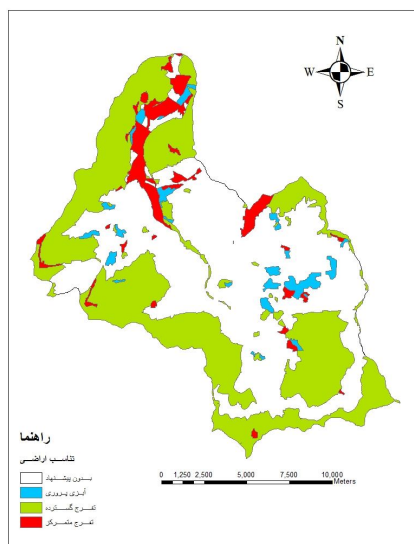 N
W E
S
راهنما
تناسب اراضی
بدون پیشنهاد
آبزی پروری
تفرج گسترده
تفرج متمرکز
0 1,250 2,500 5,000 7,500 10,000
Meters